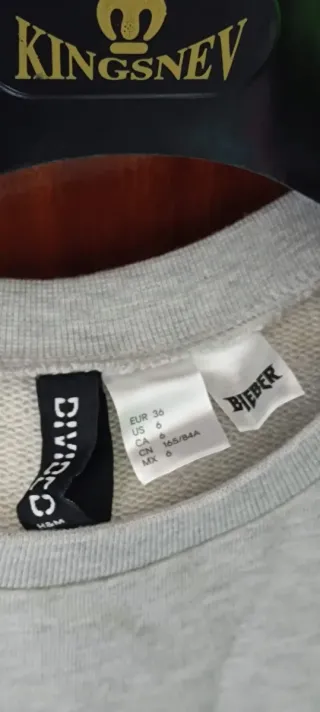 KINGSNEV
DIVIDED
H&M
EUR 36
US 6
CA 6
CN 165/84A
MX 6
BIEBER